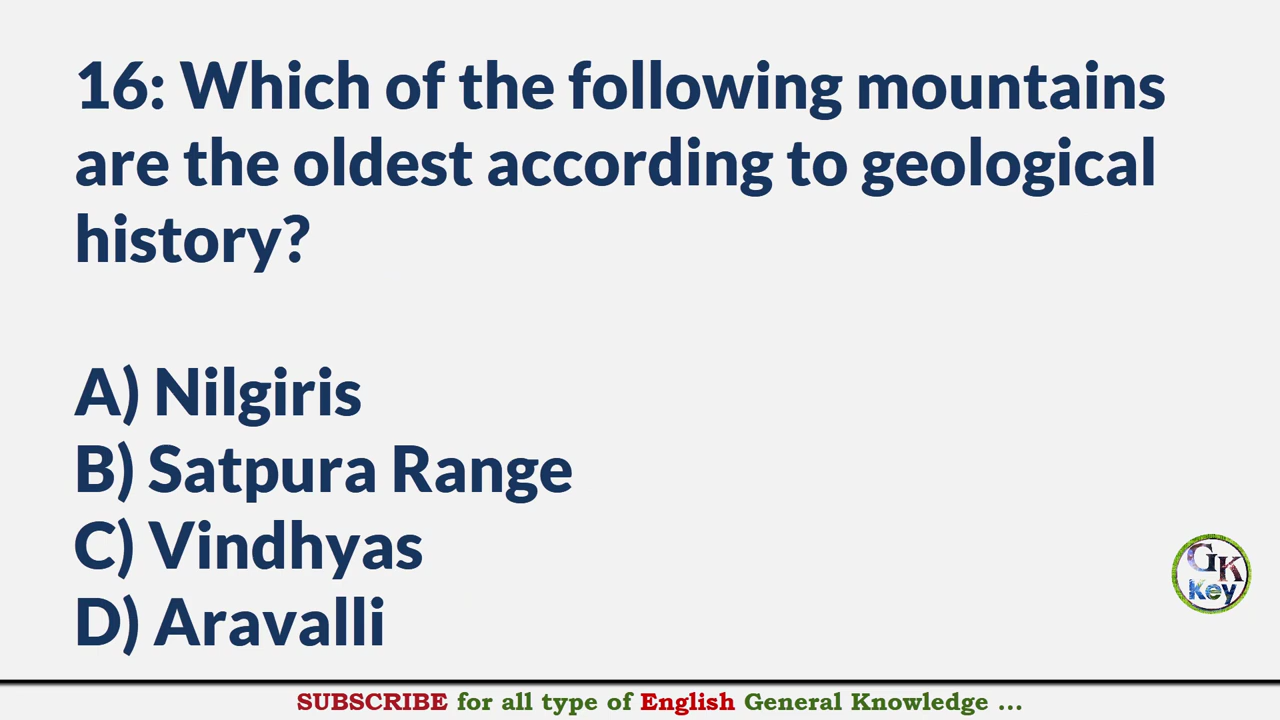 16: Which of the following mountains
are the oldest according to geological
history?
A) Nilgiris
B) Satpura Range
C) Vindhyas
D) Aravalli
GK
Key
SUBSCRIBE for all type of English General Knowledge ...